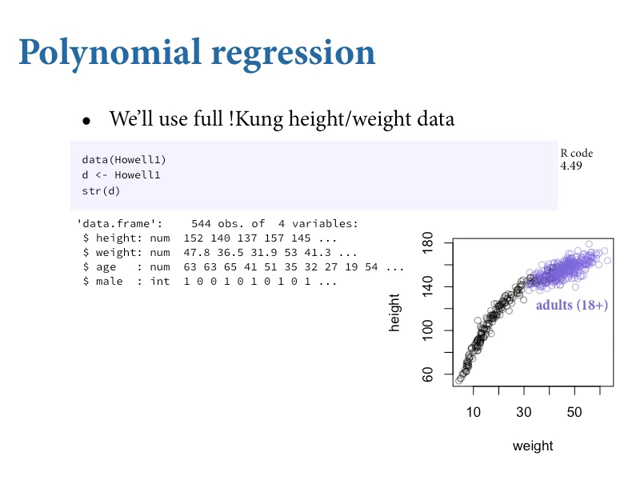 Polynomial regression
• We'll use full !Kung height/weight data
data(Howell1)
d <- Howell1
str(d)
R code
4.49
'data.frame':    544 obs. of  4 variables:
 $ height: num  152 140 137 157 145 ...
 $ weight: num  47.8 36.5 31.9 53 41.3 ...
 $ age   : num  63 63 65 41 51 35 32 27 19 54 ...
 $ male  : int  1 0 0 1 0 1 0 1 0 1 ...
height
180
140
100
60
adults (18+)
10 30 50
weight